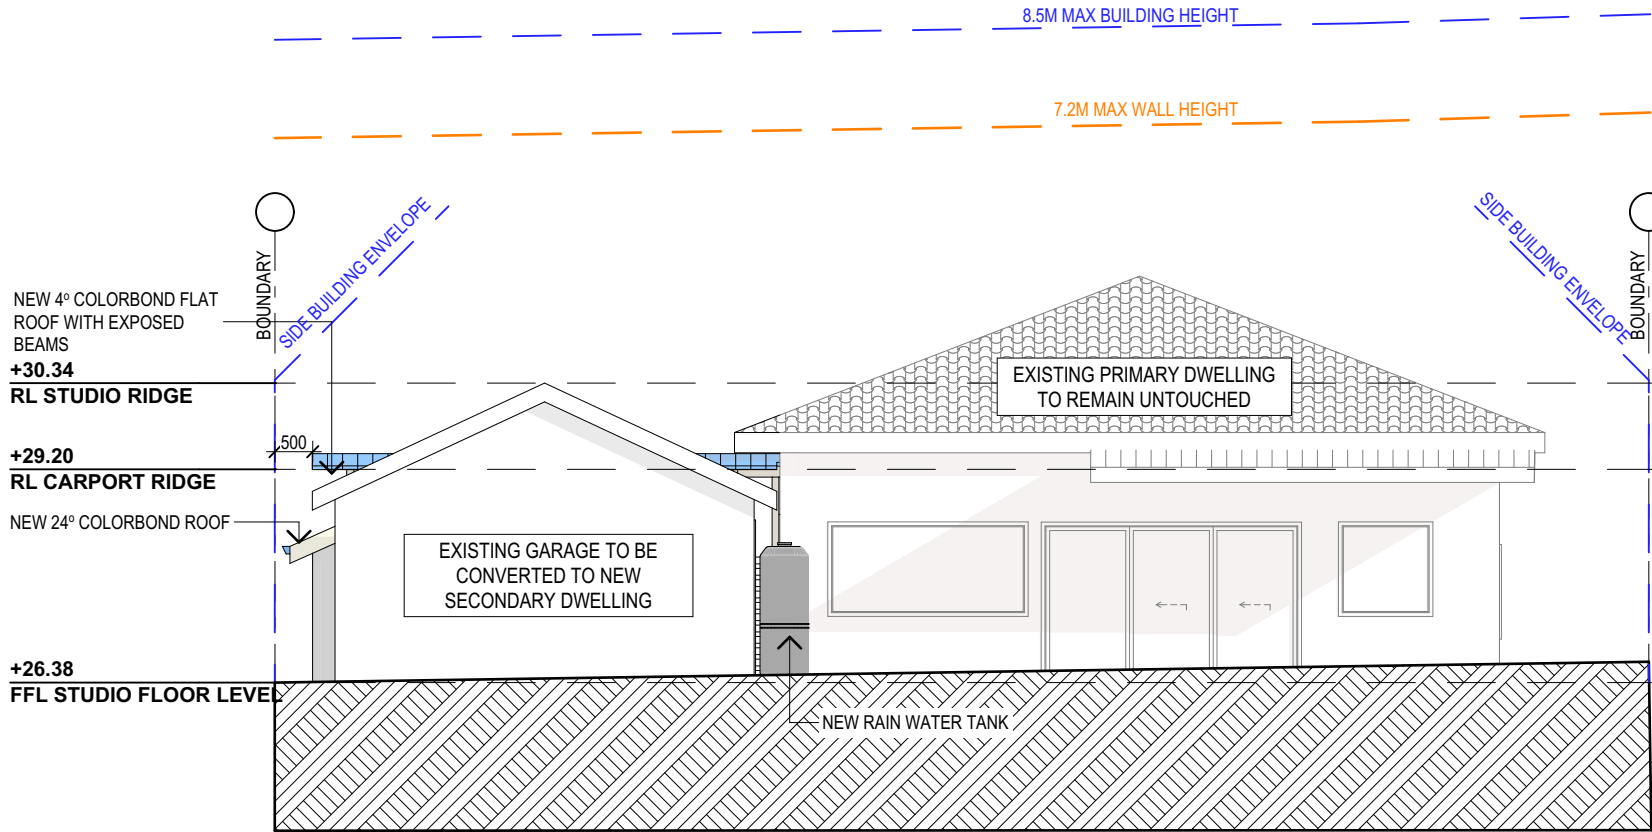 8.5M MAX BUILDING HEIGHT
7.2M MAX WALL HEIGHT
SIDE BUILDING ENVELOPE
SIDE BUILDING ENVELOPE
BOUNDARY
BOUNDARY
NEW 4º COLORBOND FLAT
ROOF WITH EXPOSED
BEAMS
+30.34
RL STUDIO RIDGE
EXISTING PRIMARY DWELLING
TO REMAIN UNTOUCHED
500
+29.20
RL CARPORT RIDGE
NEW 24º COLORBOND ROOF
EXISTING GARAGE TO BE
CONVERTED TO NEW
SECONDARY DWELLING
+26.38
FFL STUDIO FLOOR LEVEL
NEW RAIN WATER TANK